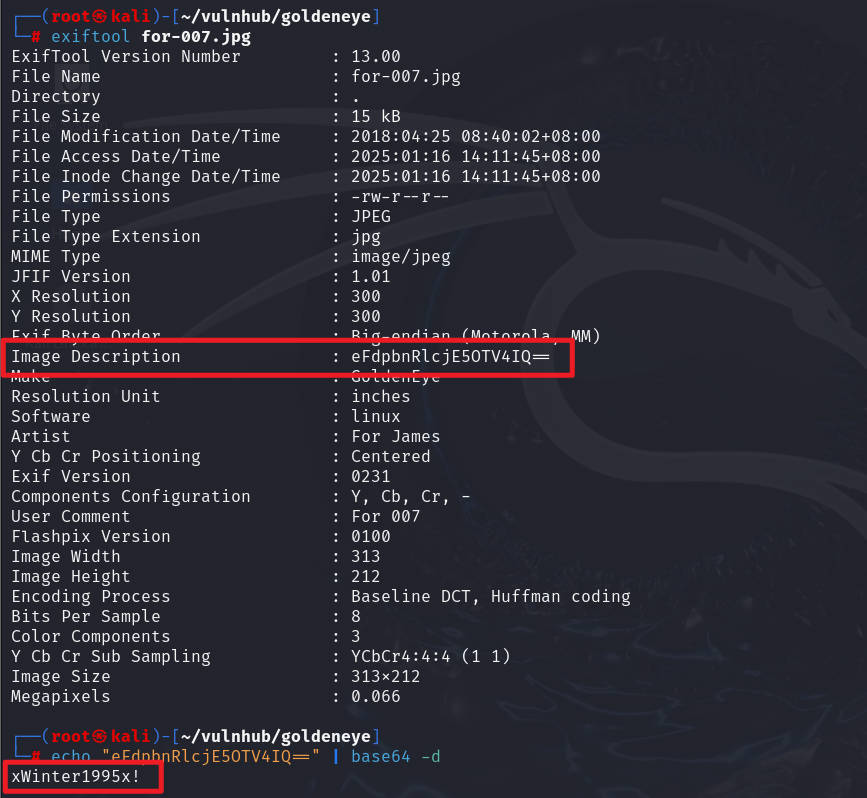 ┌──(root㉿kali)-[~/vulnhub/goldeneye]
└─# exiftool for-007.jpg
ExifTool Version Number         : 13.00
File Name                       : for-007.jpg
Directory                       : .
File Size                       : 15 kB
File Modification Date/Time     : 2018:04:25 08:40:02+08:00
File Access Date/Time           : 2025:01:16 14:11:45+08:00
File Inode Change Date/Time     : 2025:01:16 14:11:45+08:00
File Permissions                : -rw-r--r--
File Type                       : JPEG
File Type Extension             : jpg
MIME Type                       : image/jpeg
JFIF Version                    : 1.01
X Resolution                    : 300
Y Resolution                    : 300
Exif Byte Order                 : Big-endian (Motorola, MM)
Image Description               : eFdpbnRlcjE5OTV4IQ==
Make                            : GoldenEye
Resolution Unit                 : inches
Software                        : linux
Artist                          : For James
Y Cb Cr Positioning             : Centered
Exif Version                    : 0231
Components Configuration        : Y, Cb, Cr, -
User Comment                    : For 007
Flashpix Version                : 0100
Image Width                     : 313
Image Height                    : 212
Encoding Process                : Baseline DCT, Huffman coding
Bits Per Sample                 : 8
Color Components                : 3
Y Cb Cr Sub Sampling            : YCbCr4:4:4 (1 1)
Image Size                      : 313×212
Megapixels                      : 0.066
┌──(root㉿kali)-[~/vulnhub/goldeneye]
└─# echo "eFdpbnRlcjE5OTV4IQ==" | base64 -d
xWinter1995x!